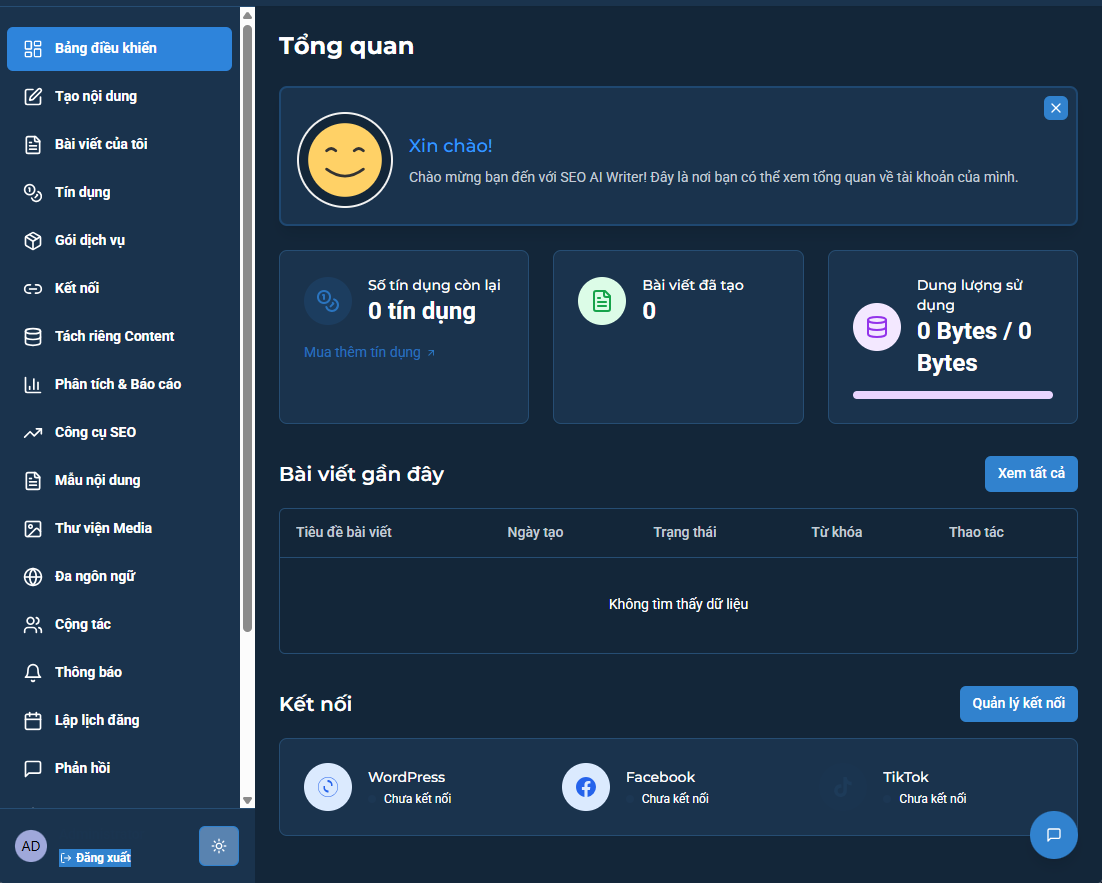 Bảng điều khiển
Tạo nội dung
Bài viết của tôi
Tín dụng
Gói dịch vụ
Kết nối
Tách riêng Content
Phân tích & Báo cáo
Công cụ SEO
Mẫu nội dung
Thư viện Media
Đa ngôn ngữ
Cộng tác
Thông báo
Lập lịch đăng
Phản hồi
AD
Đăng xuất
Tổng quan
Xin chào!
Chào mừng bạn đến với SEO AI Writer! Đây là nơi bạn có thể xem tổng quan về tài khoản của mình.
Số tín dụng còn lại
0 tín dụng
Mua thêm tín dụng
Bài viết đã tạo
0
Dung lượng sử
dụng
0 Bytes / 0
Bytes
Bài viết gần đây
Xem tất cả
Tiêu đề bài viết Ngày tạo Trạng thái Từ khóa Thao tác
Không tìm thấy dữ liệu
Kết nối
Quản lý kết nối
WordPress
Chưa kết nối
Facebook
Chưa kết nối
TikTok
Chưa kết nối